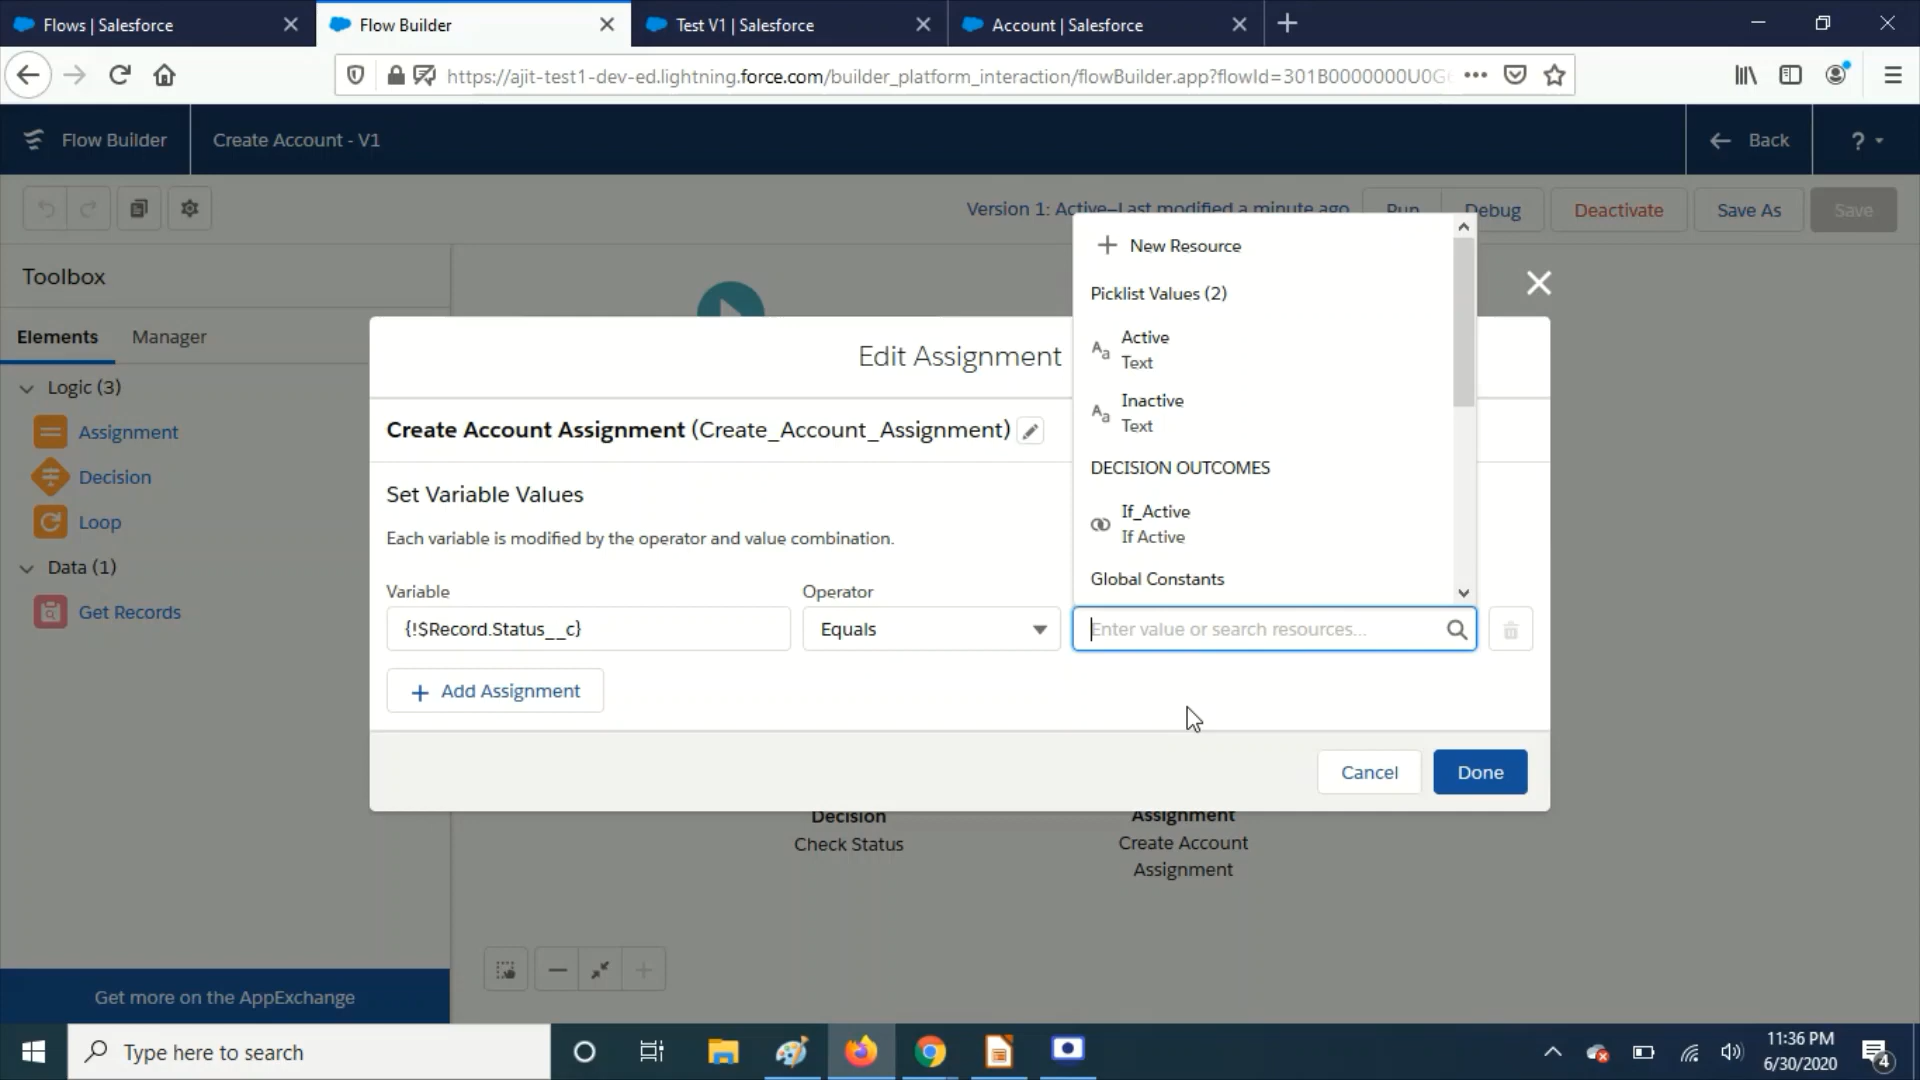 Flows | Salesforce
Flow Builder
Test V1 | Salesforce
Account | Salesforce
https://ajit-test1-dev-ed.lightning.force.com/builder_platform_interaction/flowBuilder.app?flowId=301B0000000U0G
Flow Builder
Create Account - V1
Back
?
Version 1: Active–Last modified a minute ago
Run
Debug
Deactivate
Save As
Save
Toolbox
Elements
Manager
Logic (3)
Assignment
Decision
Loop
Data (1)
Get Records
Get more on the AppExchange
Edit Assignment
Create Account Assignment (Create_Account_Assignment)
Set Variable Values
Each variable is modified by the operator and value combination.
Variable
{!$Record.Status__c}
Operator
Equals
New Resource
Picklist Values (2)
Aa
Active
Text
Aa
Inactive
Text
DECISION OUTCOMES
If_Active
If Active
Global Constants
Enter value or search resources...
Add Assignment
Cancel
Done
Decision
Check Status
Assignment
Create Account
Assignment
Type here to search
11:36 PM
6/30/2020
4